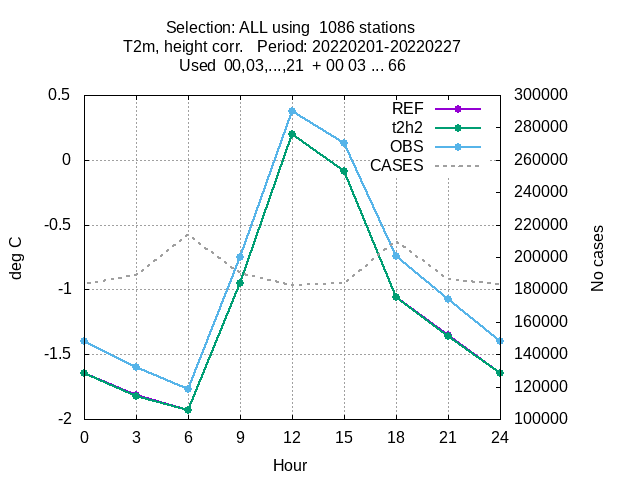 Selection: ALL using  1086 stations
T2m, height corr.   Period: 20220201-20220227
Used  00,03,...,21  + 00 03 ... 66
0.5
0
-0.5
-1
-1.5
-2
deg C
REF
t2h2
OBS
CASES
300000
280000
260000
240000
220000
200000
180000
160000
140000
120000
100000
No cases
0 3 6 9 12 15 18 21 24
Hour